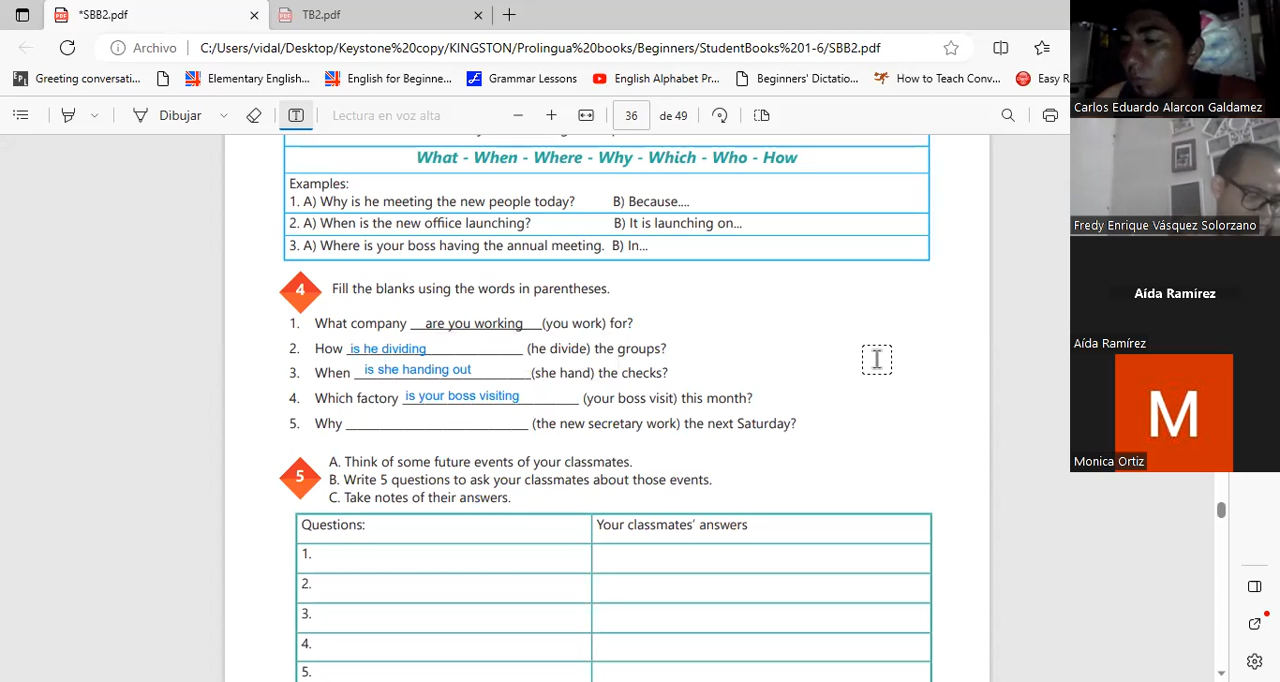 *SBB2.pdf
TB2.pdf
Archivo
C:/Users/vidal/Desktop/Keystone%20copy/KINGSTON/Prolingua%20books/Beginners/StudentBooks%201-6/SBB2.pdf
Greeting conversati...
Elementary English...
English for Beginne...
Grammar Lessons
English Alphabet Pr...
Beginners' Dictatio...
How to Teach Conv...
Easy R
Dibujar
Lectura en voz alta
36
de 49
What - When - Where - Why - Which - Who - How
Examples:
1. A) Why is he meeting the new people today? B) Because....
2. A) When is the new offiice launching? B) It is launching on...
3. A) Where is your boss having the annual meeting. B) In...
4 Fill the blanks using the words in parentheses.
1. What company __are you working___(you work) for?
2. How is he dividing (he divide) the groups?
3. When is she handing out (she hand) the checks?
4. Which factory is your boss visiting (your boss visit) this month?
5. Why ______________________ (the new secretary work) the next Saturday?
5
A. Think of some future events of your classmates.
B. Write 5 questions to ask your classmates about those events.
C. Take notes of their answers.
Questions: Your classmates' answers
1.
2.
3.
4.
5.
Carlos Eduardo Alarcon Galdamez
Fredy Enrique Vásquez Solorzano
Aída Ramírez
Aída Ramírez
M
Monica Ortiz